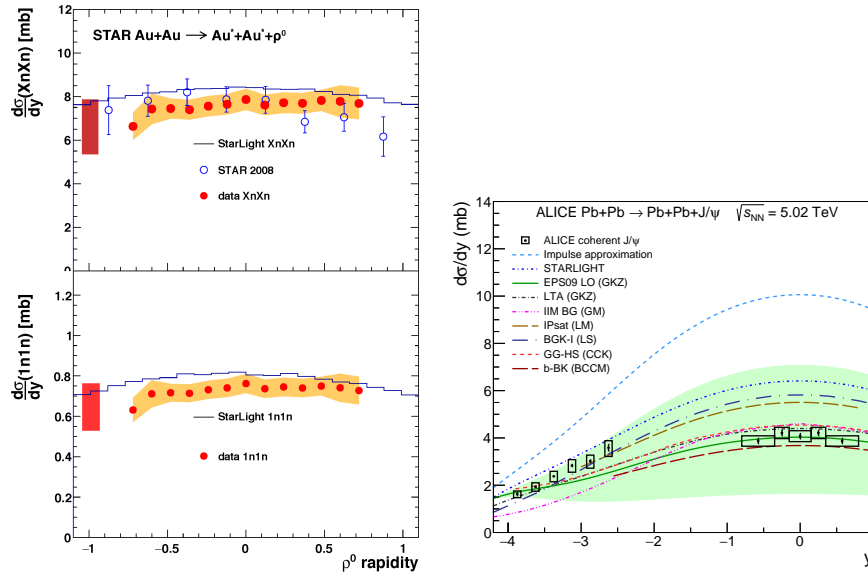 dσ/dy(XnXn) [mb]
12
10
8
6
4
2
0
STAR Au+Au → Au*+Au*+ρ⁰
StarLight XnXn
STAR 2008
data XnXn
dσ/dy(1n1n) [mb]
1.2
1
0.8
0.6
0.4
0.2
0
StarLight 1n1n
data 1n1n
−1 −0.5 0 0.5 1
ρ⁰ rapidity
dσ/dy (mb)
14
12
10
8
6
4
2
0
ALICE Pb+Pb → Pb+Pb+J/ψ √sNN = 5.02 TeV
ALICE coherent J/ψ
Impulse approximation
STARLIGHT
EPS09 LO (GKZ)
LTA (GKZ)
IIM BG (GM)
IPsat (LM)
BGK-I (LS)
GG-HS (CCK)
b-BK (BCCM)
−4 −3 −2 −1 0
y